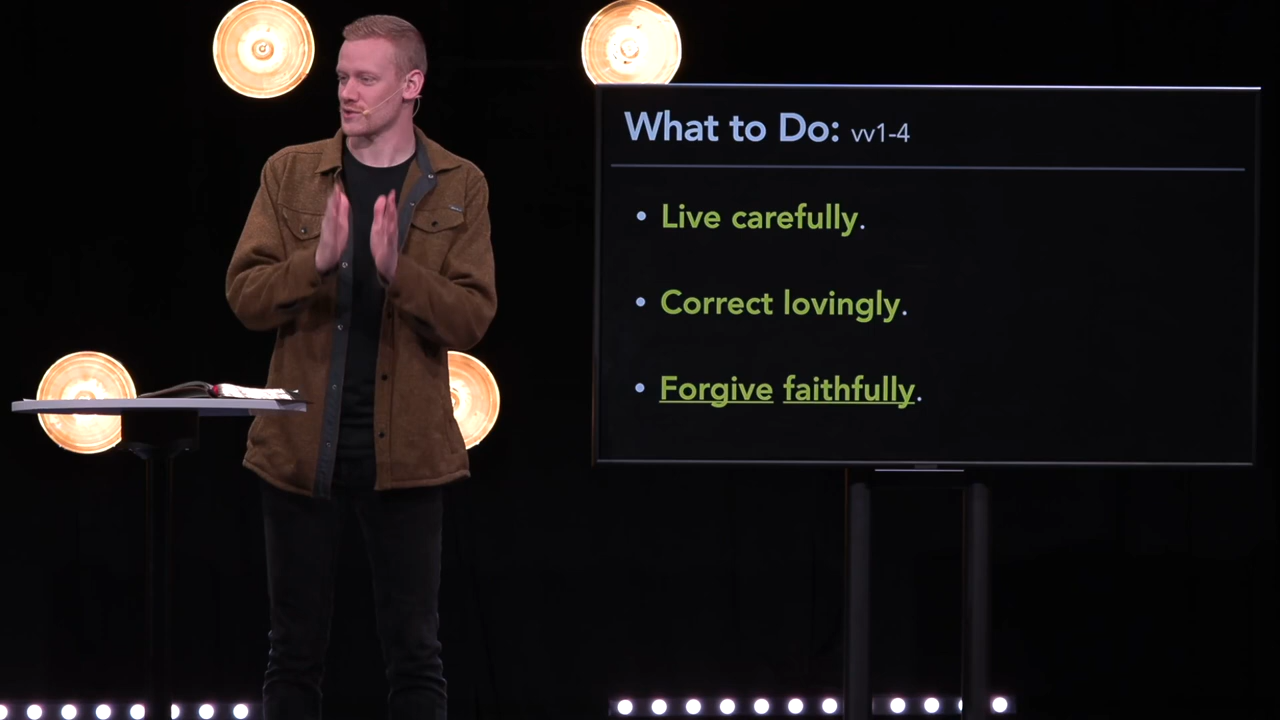 What to Do: vv1-4
• Live carefully.
• Correct lovingly.
• Forgive faithfully.